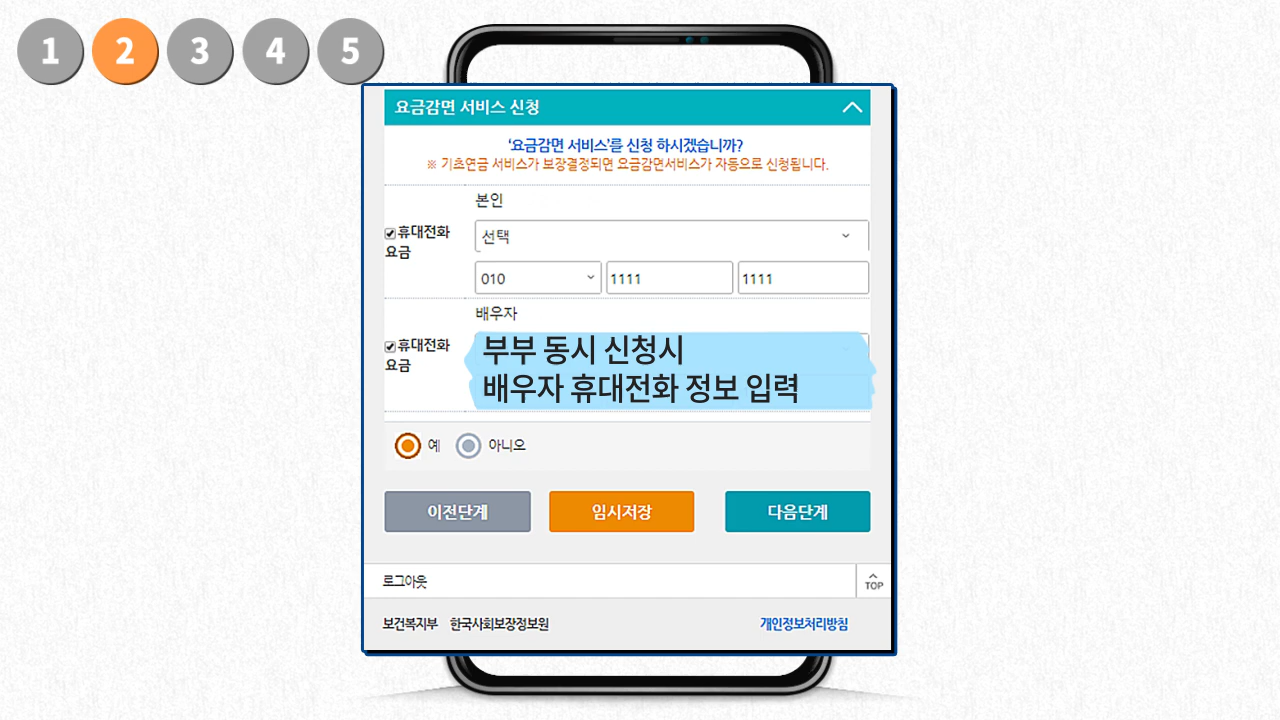 1 2 3 4 5
요금감면 서비스 신청
‘요금감면 서비스’를 신청 하시겠습니까?
※ 기초연금 서비스가 보장결정되면 요금감면서비스가 자동으로 신청됩니다.
본인
휴대전화
요금
선택
010 1111 1111
배우자
휴대전화
요금
부부 동시 신청시
배우자 휴대전화 정보 입력
예 아니오
이전단계 임시저장 다음단계
로그아웃
TOP
보건복지부 한국사회보장정보원 개인정보처리방침